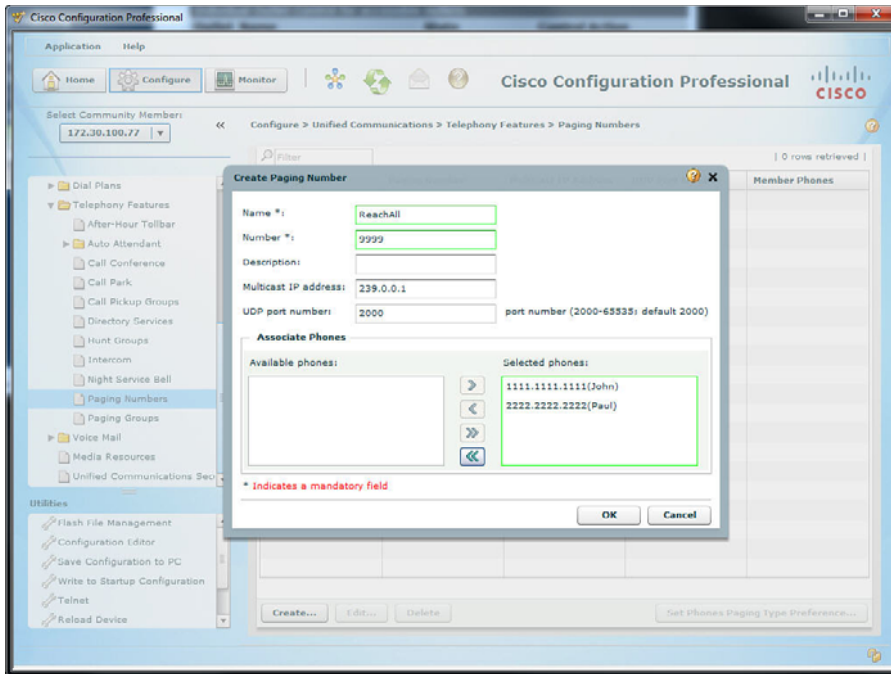 Cisco Configuration Professional
Application Help
Home Configure Monitor Cisco Configuration Professional
CISCO
Select Community Member:
172.30.100.77
Configure > Unified Communications > Telephony Features > Paging Numbers
Filter | 0 rows retrieved |
Member Phones
Dial Plans
Telephony Features
After-Hour Tollbar
Auto Attendant
Call Conference
Call Park
Call Pickup Groups
Directory Services
Hunt Groups
Intercom
Night Service Bell
Paging Numbers
Paging Groups
Voice Mail
Media Resources
Unified Communications Sec
Utilities
Flash File Management
Configuration Editor
Save Configuration to PC
Write to Startup Configuration
Telnet
Reload Device
Create Paging Number
Name *: ReachAll
Number *: 9999
Description:
Multicast IP address: 239.0.0.1
UDP port number: 2000 port number (2000-65535: default 2000)
Associate Phones
Available phones: Selected phones:
1111.1111.1111(John)
2222.2222.2222(Paul)
* Indicates a mandatory field
OK Cancel
Create... Edit... Delete Set Phones Paging Type Preference...